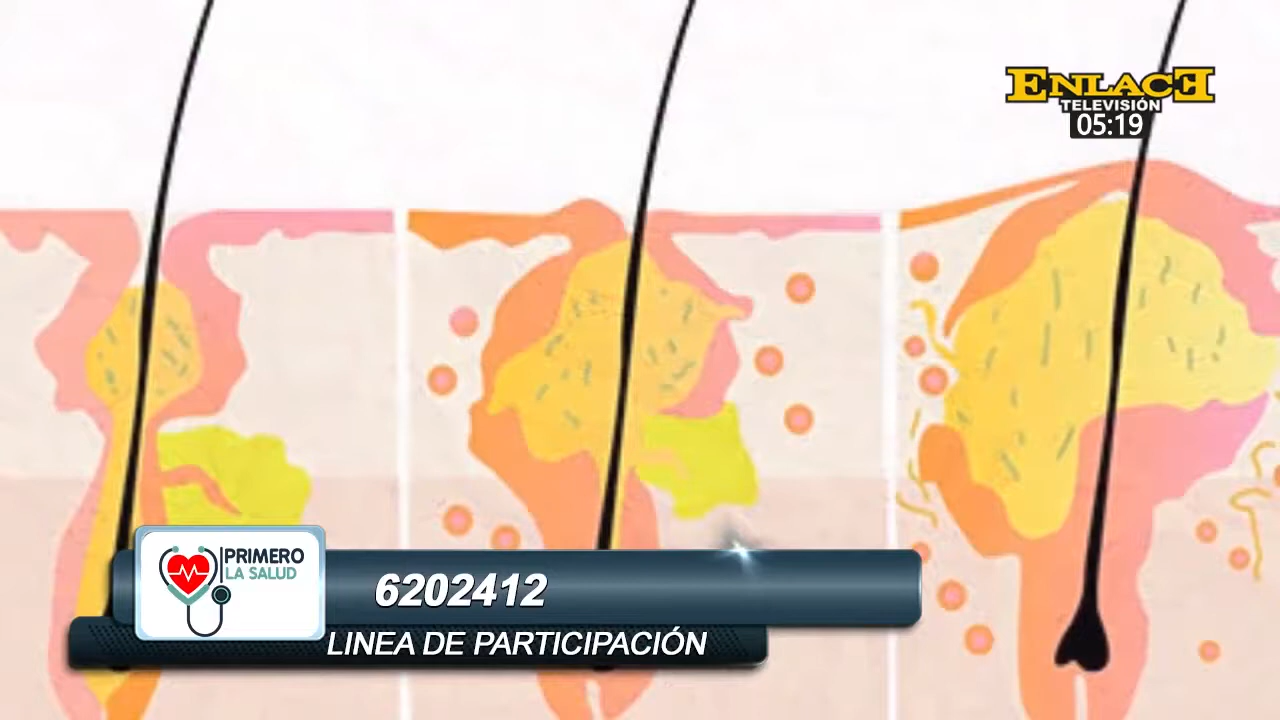 ENLACE
TELEVISIÓN
05:19
PRIMERO
LA SALUD
6202412
LINEA DE PARTICIPACIÓN